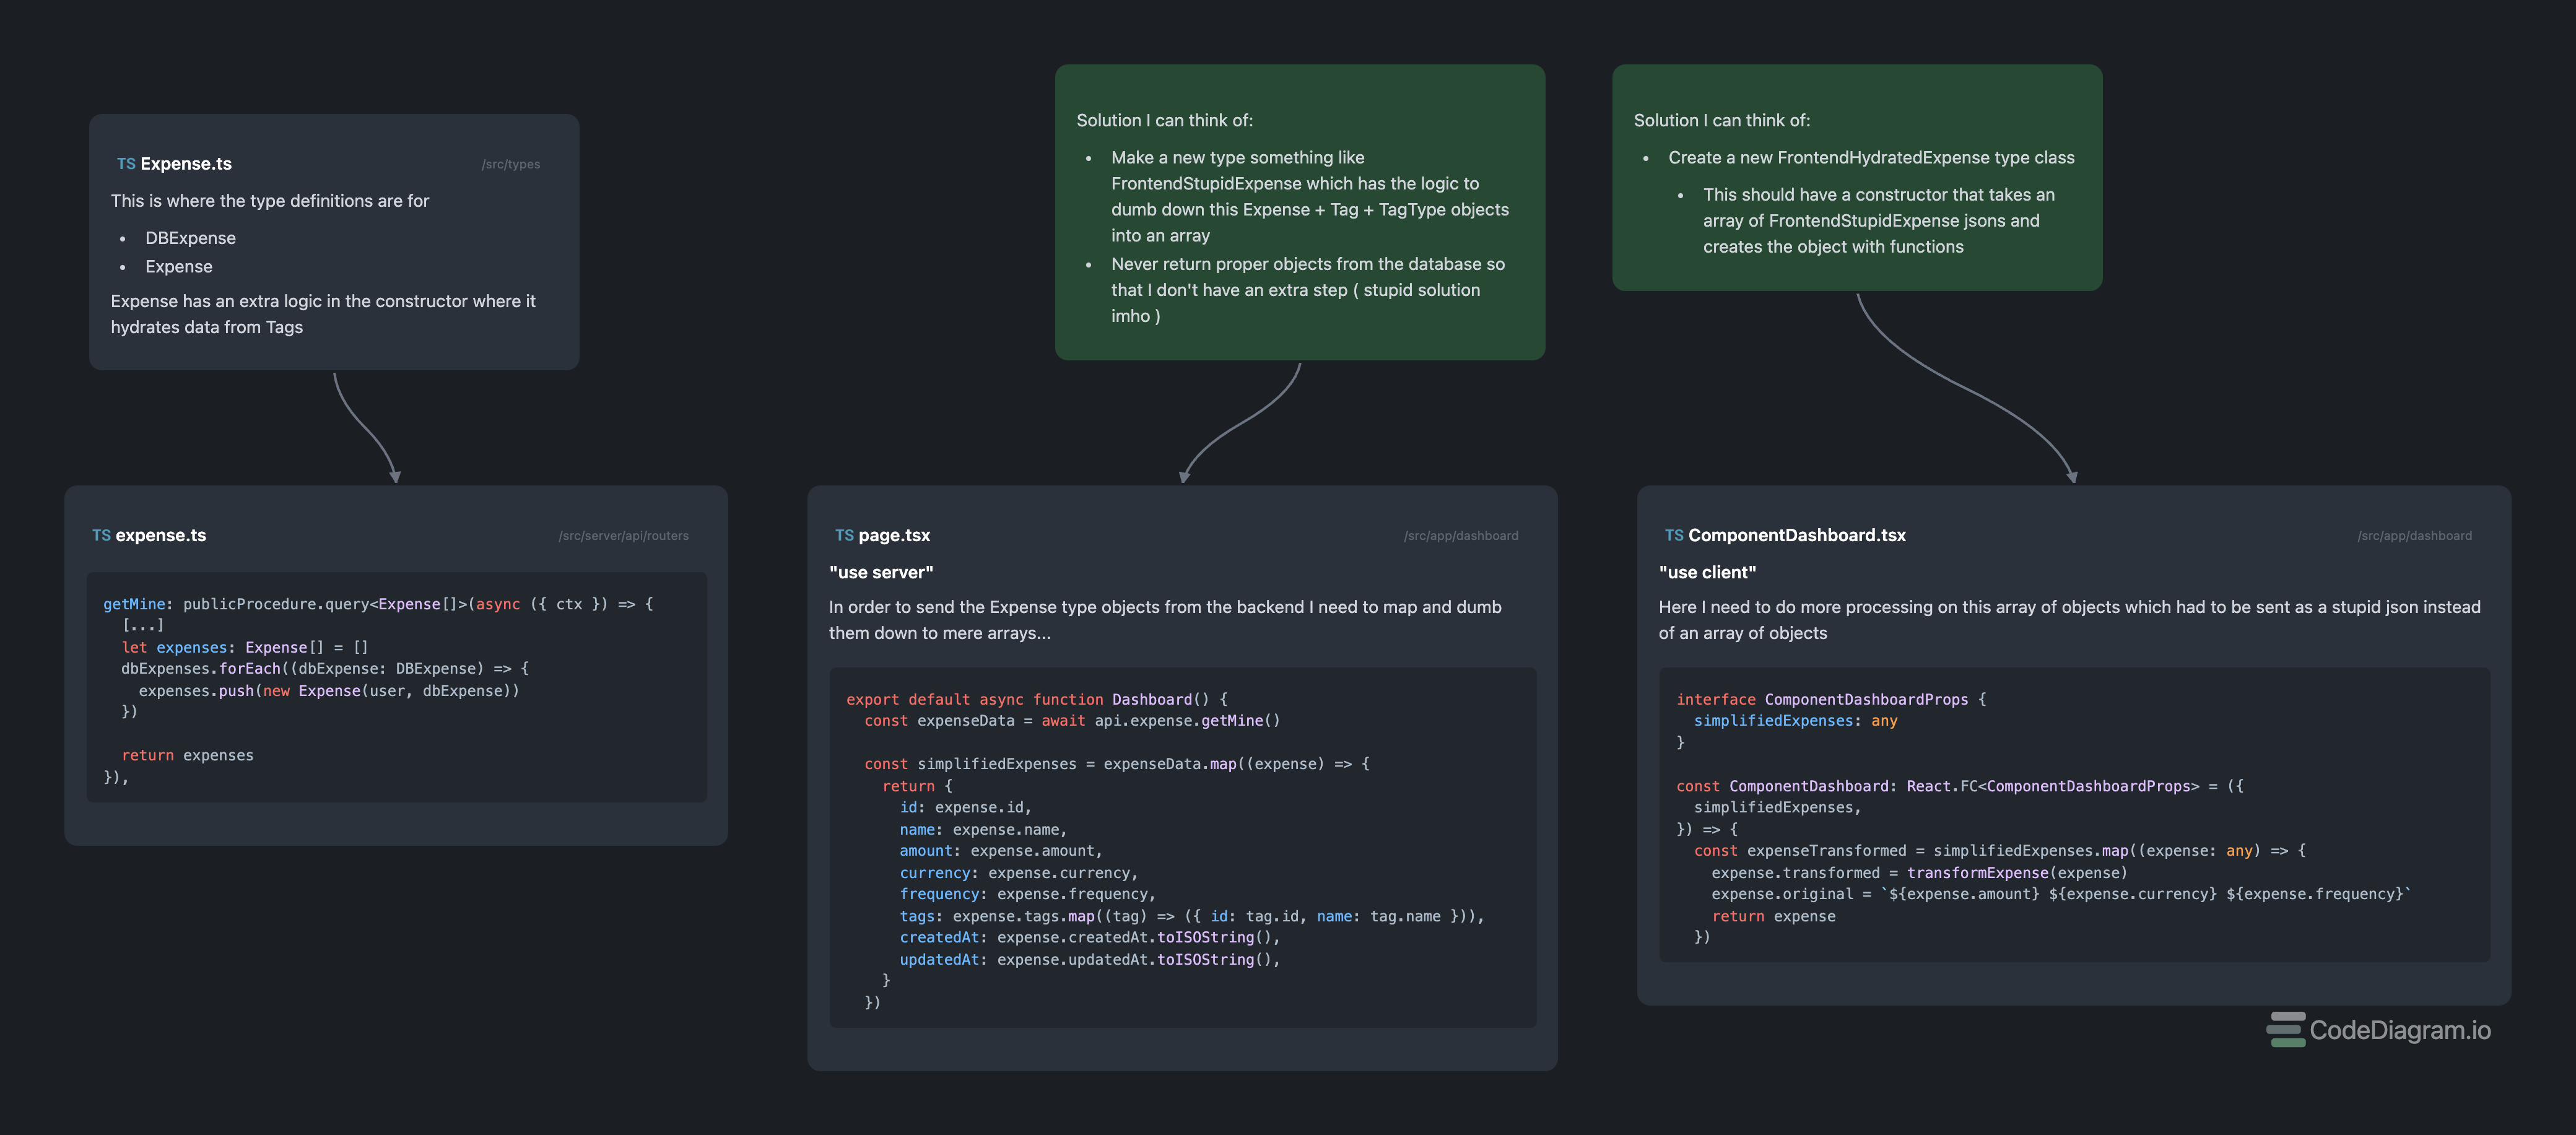 TS Expense.ts
/src/types
This is where the type definitions are for
• DBExpense
• Expense
Expense has an extra logic in the constructor where it
hydrates data from Tags
Solution I can think of:
• Make a new type something like
FrontendStupidExpense which has the logic to
dumb down this Expense + Tag + TagType objects
into an array
• Never return proper objects from the database so
that I don't have an extra step ( stupid solution
imho )
Solution I can think of:
• Create a new FrontendHydratedExpense type class
• This should have a constructor that takes an
array of FrontendStupidExpense jsons and
creates the object with functions
TS expense.ts
/src/server/api/routers
getMine: publicProcedure.query<Expense[]>(async ({ ctx }) => {
  [...]
  let expenses: Expense[] = []
  dbExpenses.forEach((dbExpense: DBExpense) => {
    expenses.push(new Expense(user, dbExpense))
  })
  return expenses
}),
TS page.tsx
/src/app/dashboard
"use server"
In order to send the Expense type objects from the backend I need to map and dumb
them down to mere arrays...
export default async function Dashboard() {
  const expenseData = await api.expense.getMine()
  const simplifiedExpenses = expenseData.map((expense) => {
    return {
      id: expense.id,
      name: expense.name,
      amount: expense.amount,
      currency: expense.currency,
      frequency: expense.frequency,
      tags: expense.tags.map((tag) => ({ id: tag.id, name: tag.name })),
      createdAt: expense.createdAt.toISOString(),
      updatedAt: expense.updatedAt.toISOString(),
    }
  })
TS ComponentDashboard.tsx
/src/app/dashboard
"use client"
Here I need to do more processing on this array of objects which had to be sent as a stupid json instead
of an array of objects
interface ComponentDashboardProps {
  simplifiedExpenses: any
}
const ComponentDashboard: React.FC<ComponentDashboardProps> = ({
  simplifiedExpenses,
}) => {
  const expenseTransformed = simplifiedExpenses.map((expense: any) => {
    expense.transformed = transformExpense(expense)
    expense.original = `${expense.amount} ${expense.currency} ${expense.frequency}`
    return expense
  })
CodeDiagram.io